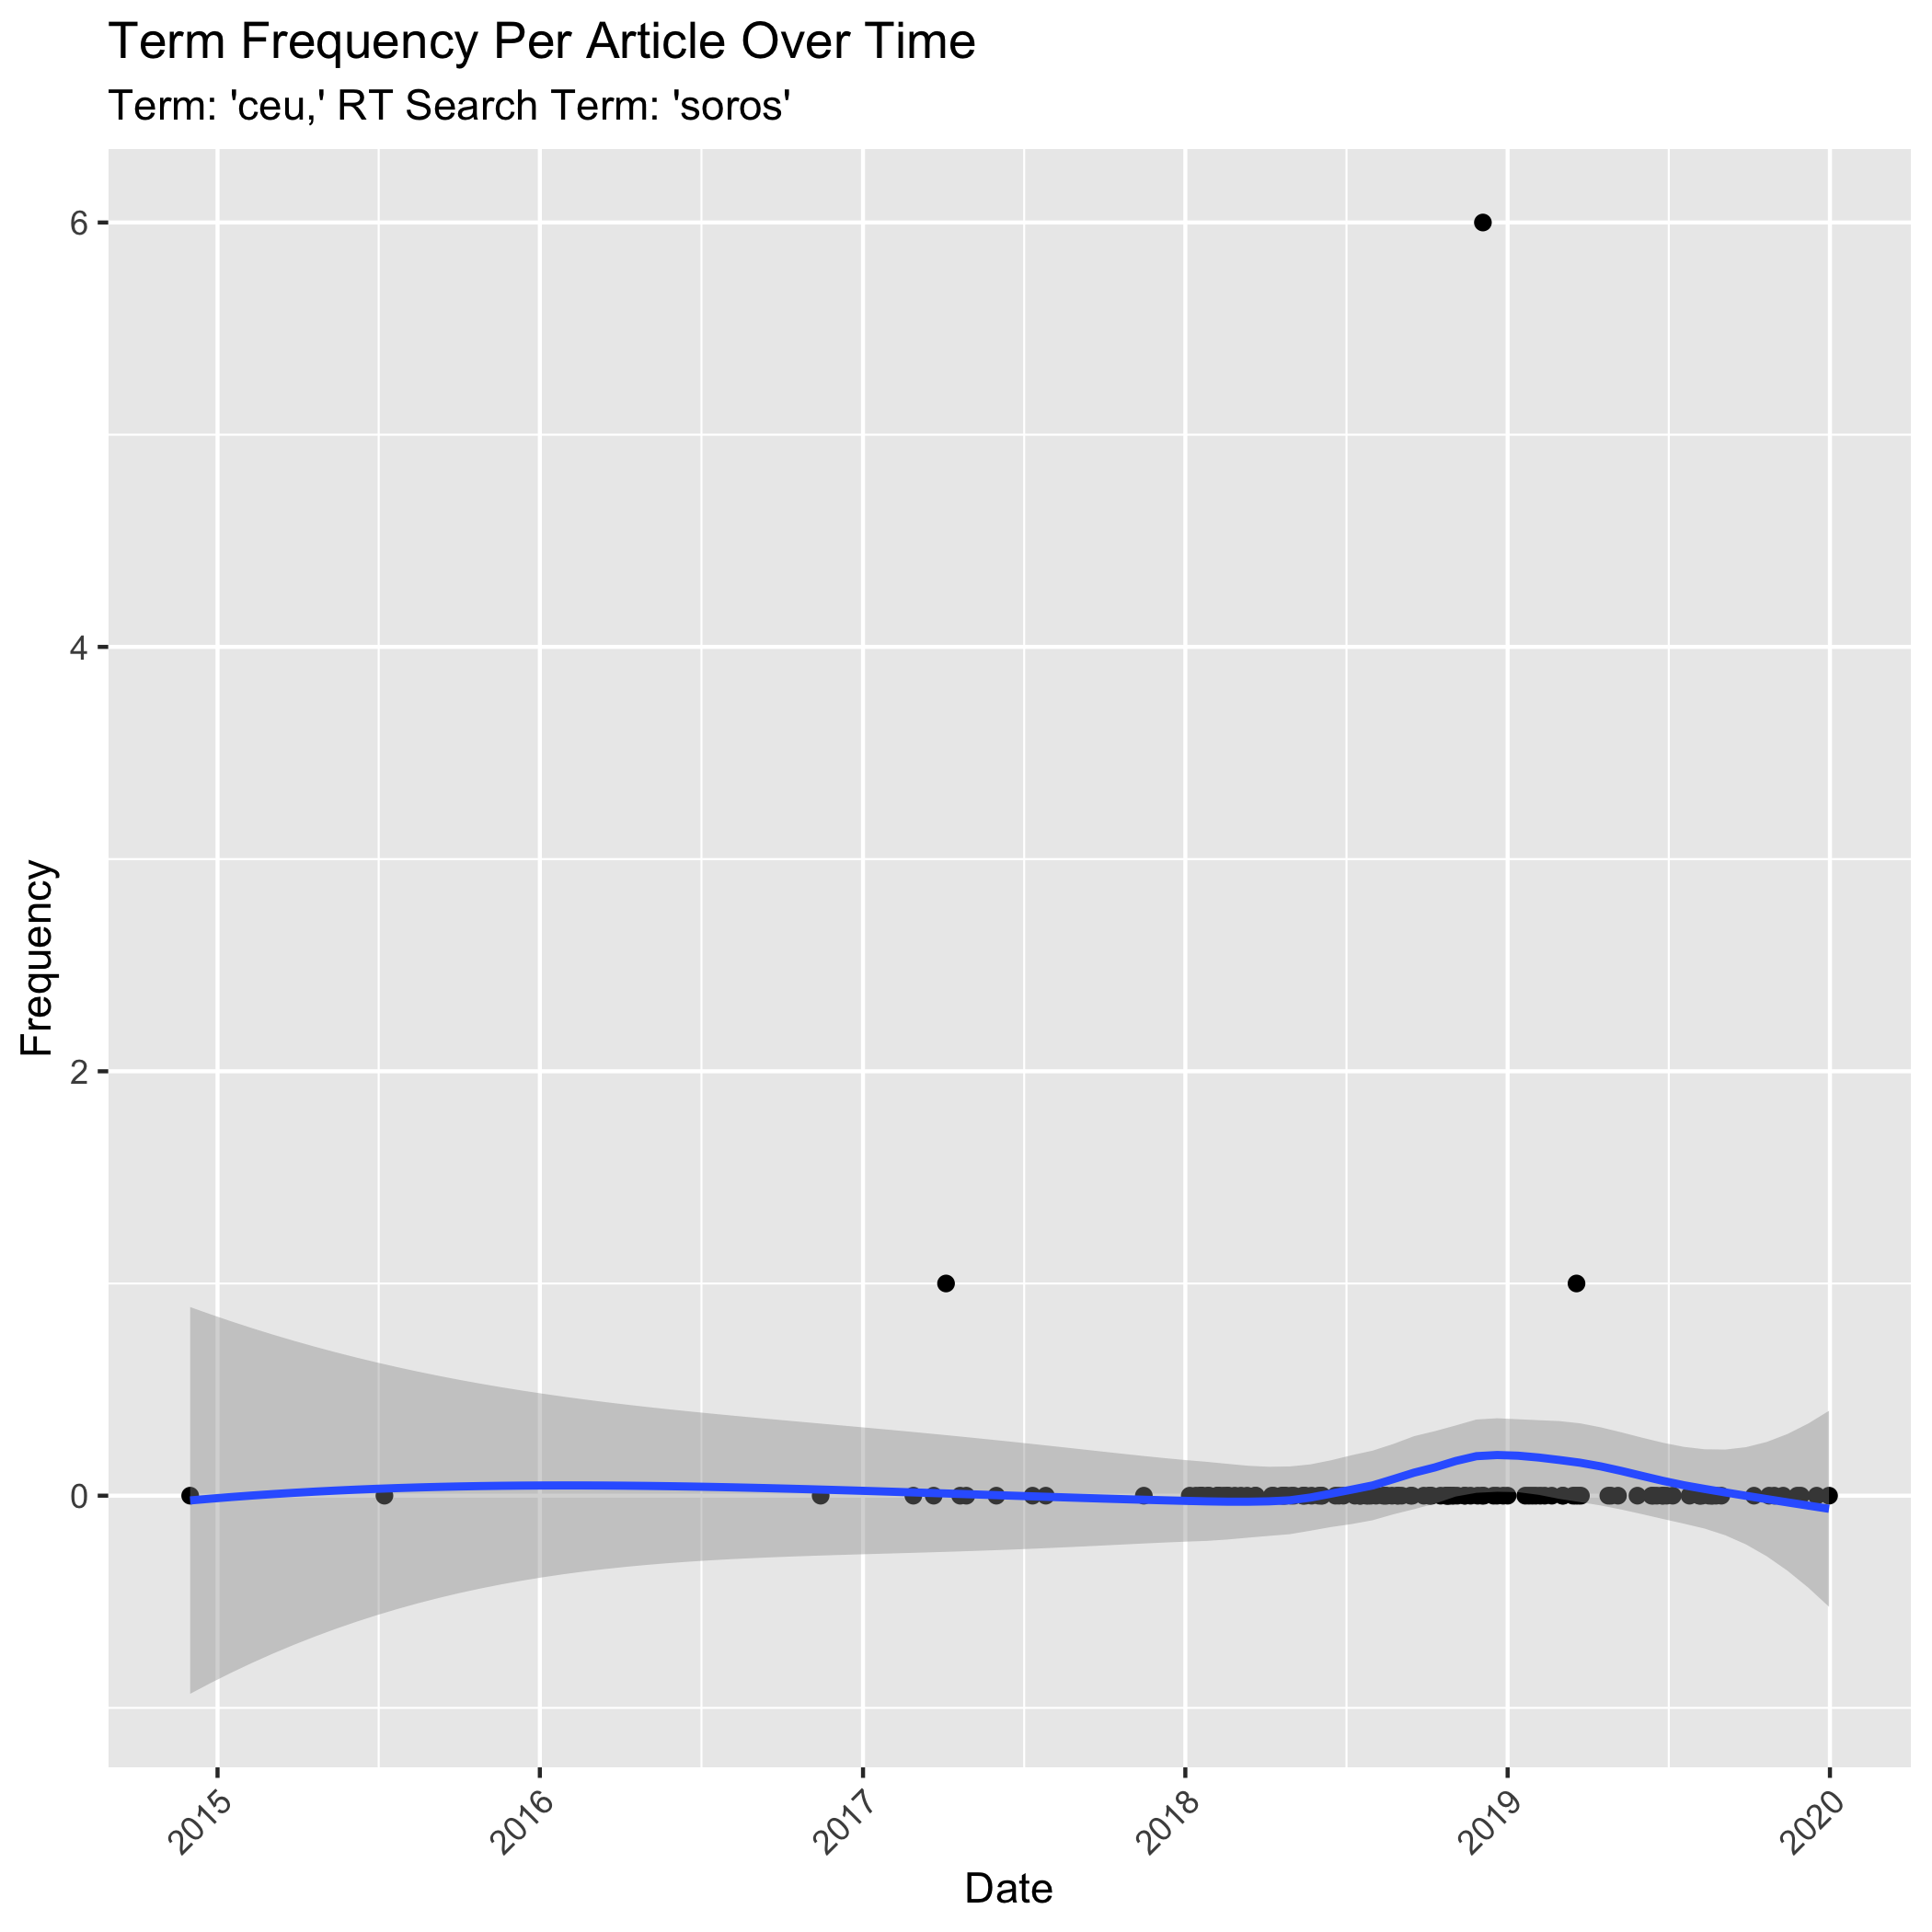 Term Frequency Per Article Over Time
Term: 'ceu,' RT Search Term: 'soros'
6
4
2
0
Frequency
2015
2016
2017
2018
2019
2020
Date